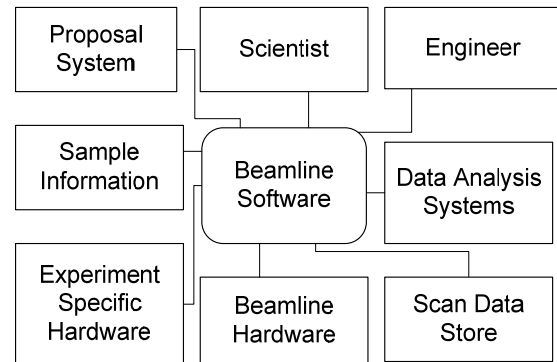 Proposal
System
Scientist
Engineer
Sample
Information
Beamline
Software
Data Analysis
Systems
Experiment
Specific
Hardware
Beamline
Hardware
Scan Data
Store